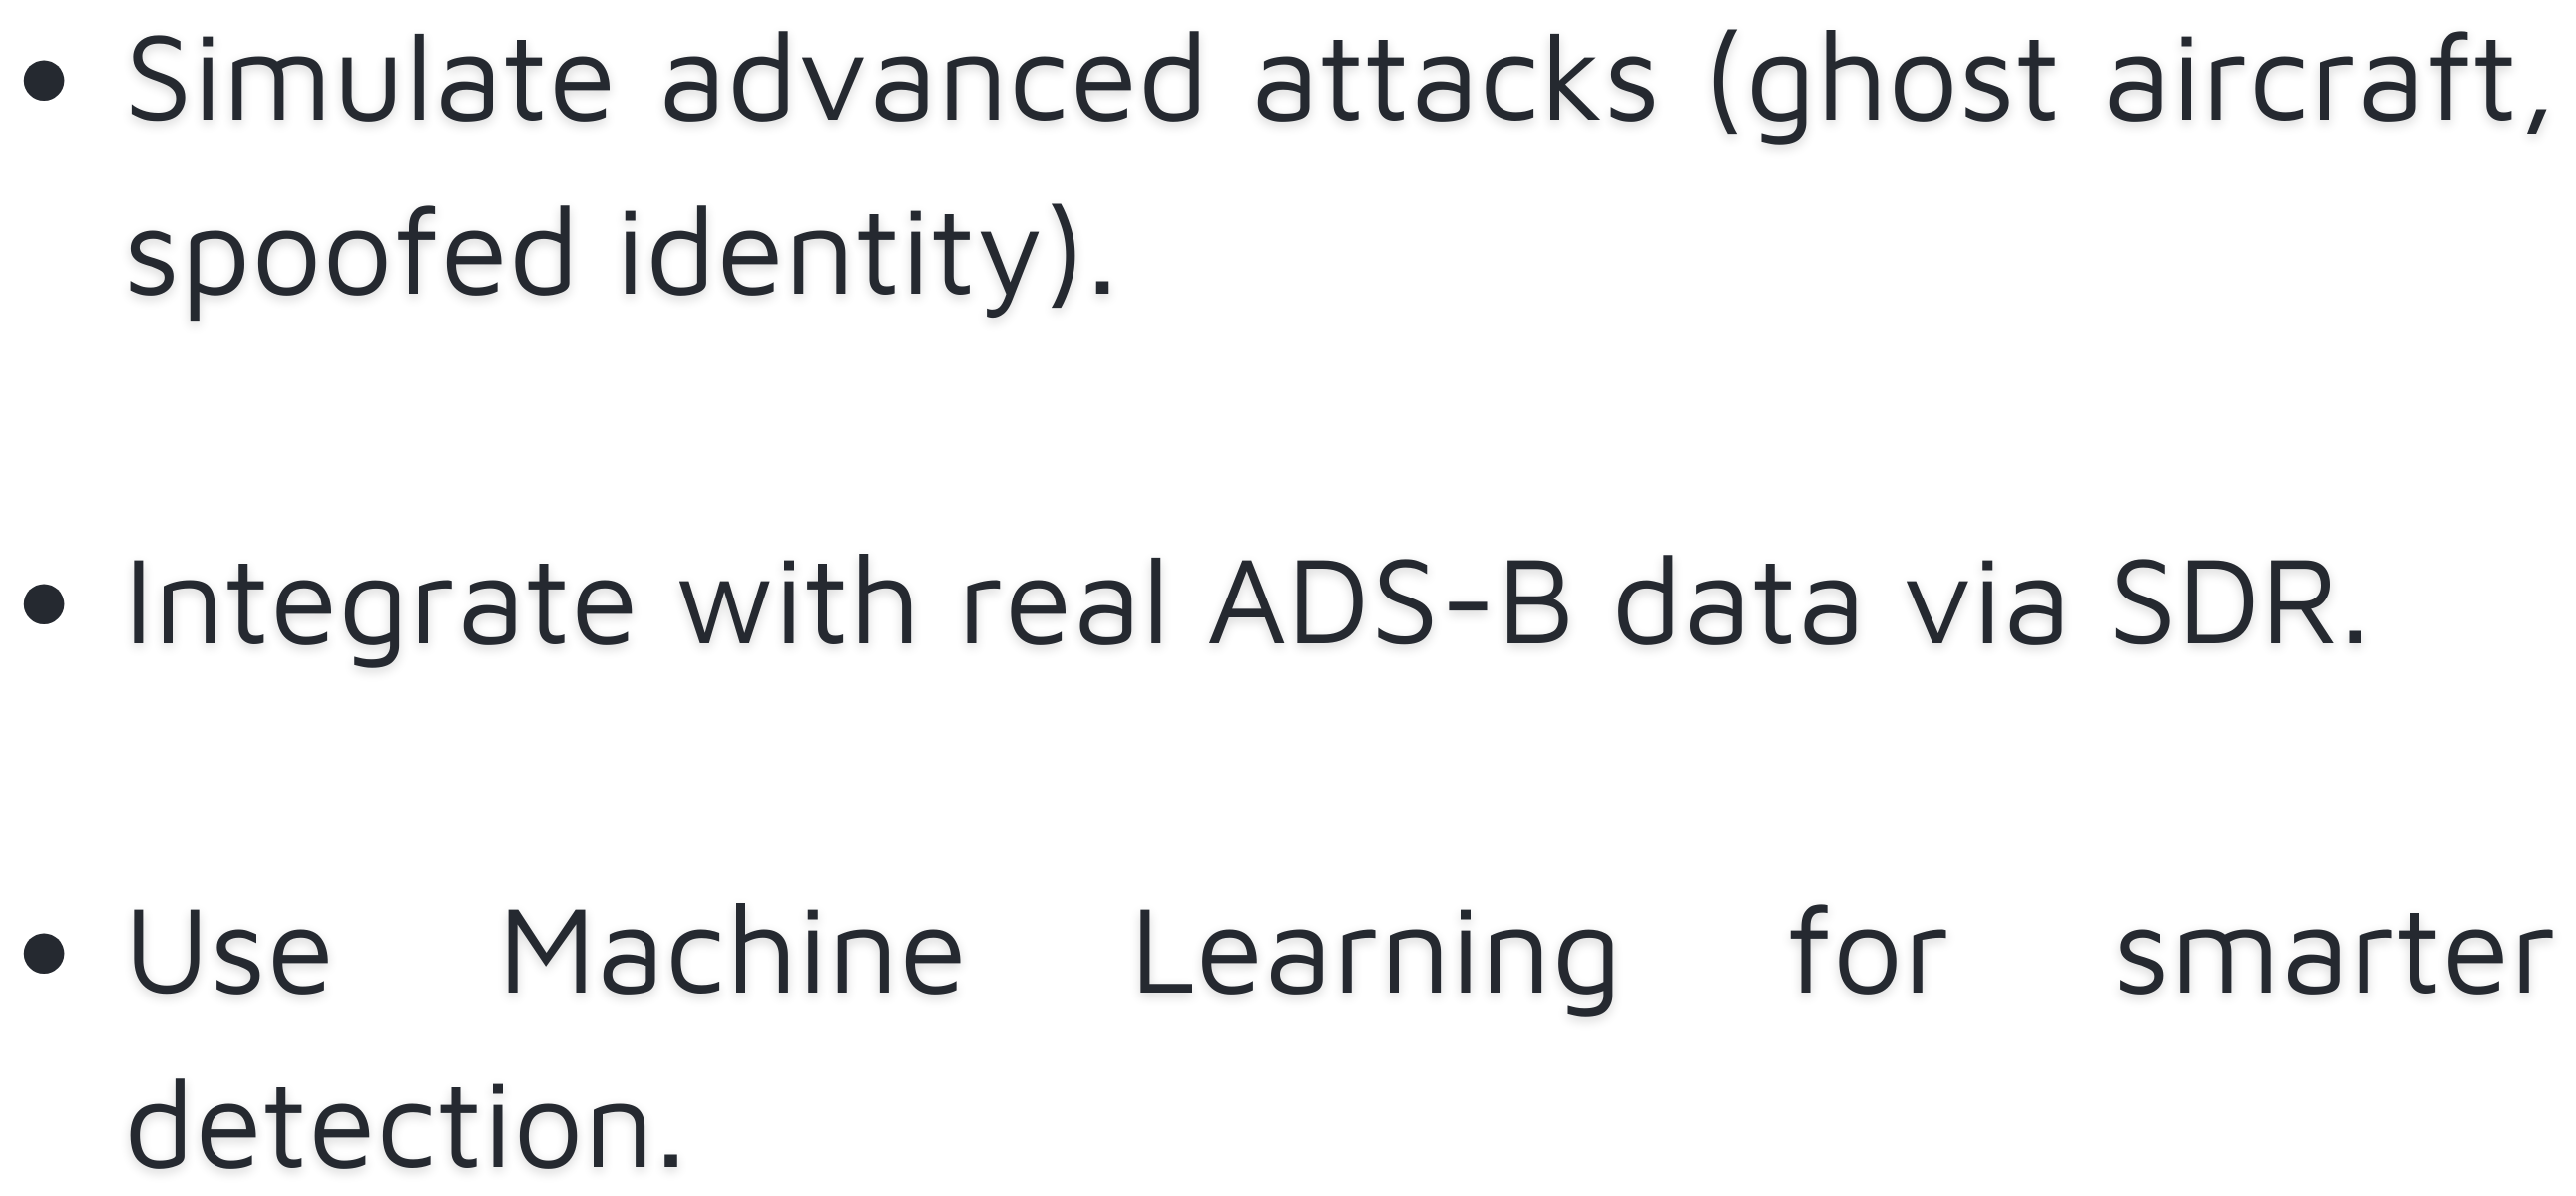 • Simulate advanced attacks (ghost aircraft,
spoofed identity).
• Integrate with real ADS-B data via SDR.
• Use Machine Learning for smarter
detection.